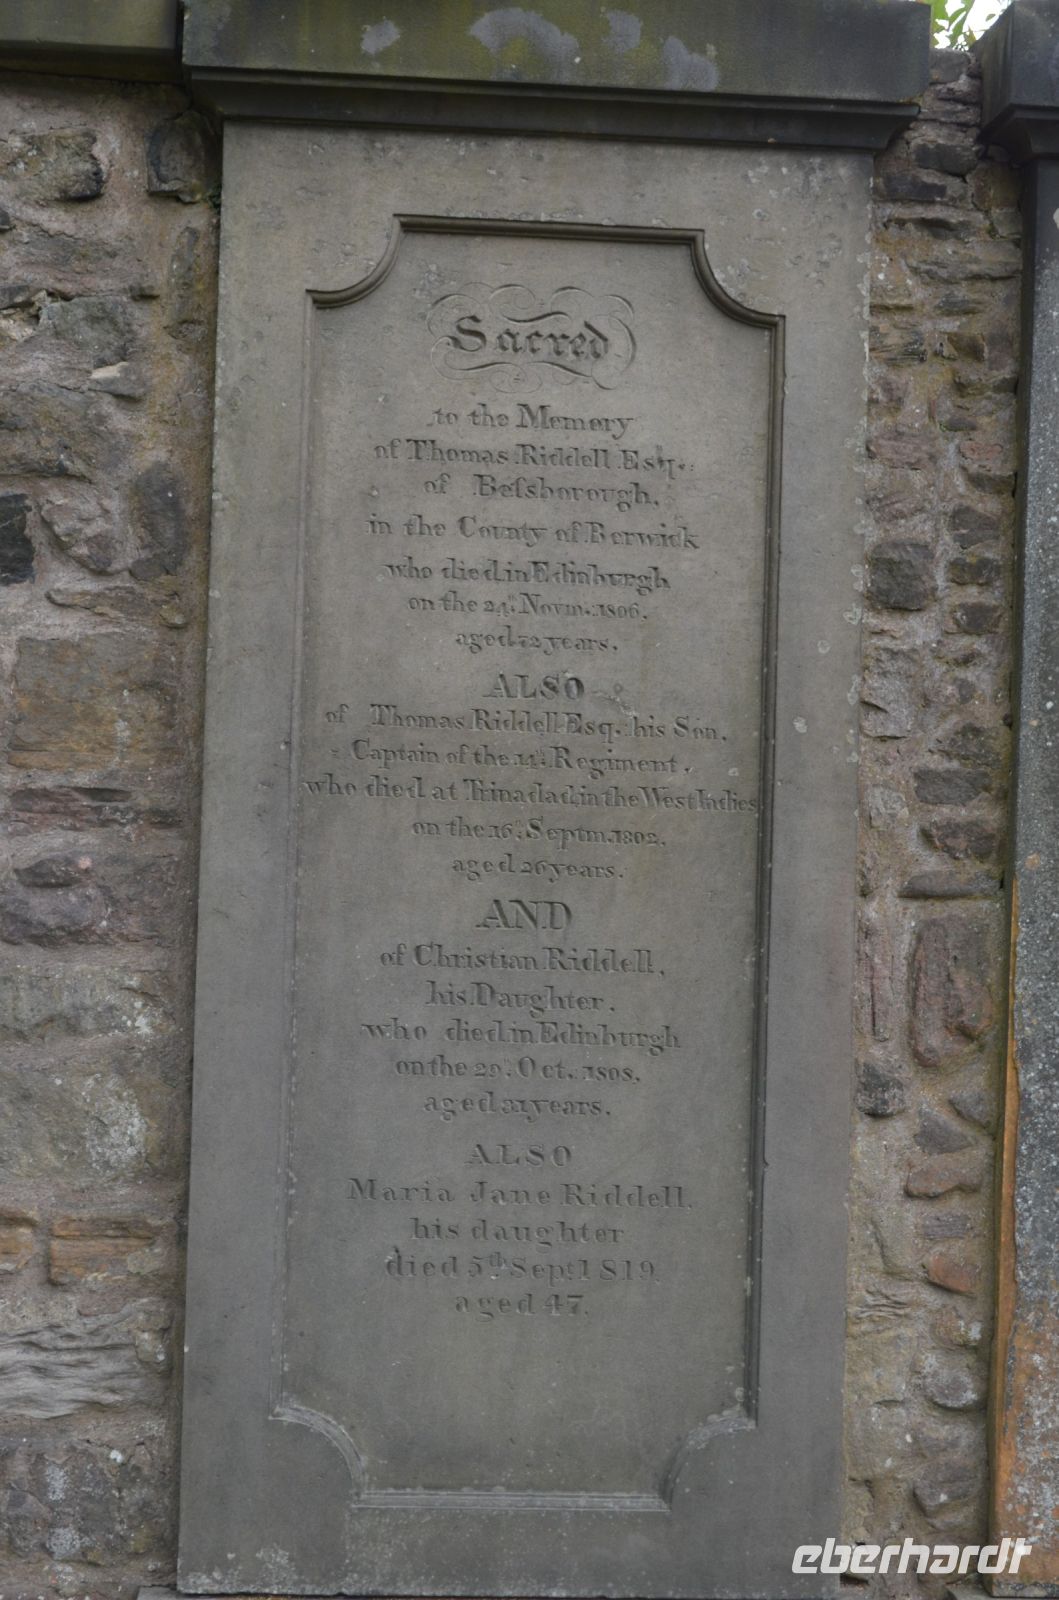 Sacred
to the Memory
of Thomas Riddell Esq.
of Beſsborough,
in the County of Berwick
who died in Edinburgh
on the 24th. Novm. 1806.
aged 72 years.
ALSO
of Thomas Riddell Esq. his Son,
Captain of the 14th. Regiment,
who died at Trinadad, in the West Indies
on the 16th. Septm. 1802.
aged 26 years.
AND
of Christian Riddell,
his Daughter.
who died in Edinburgh
on the 29th. Oct. 1808,
aged 31 years.
ALSO
Maria Jane Riddell,
his daughter
died 5th Sept. 1819.
aged 47.
eberhardt